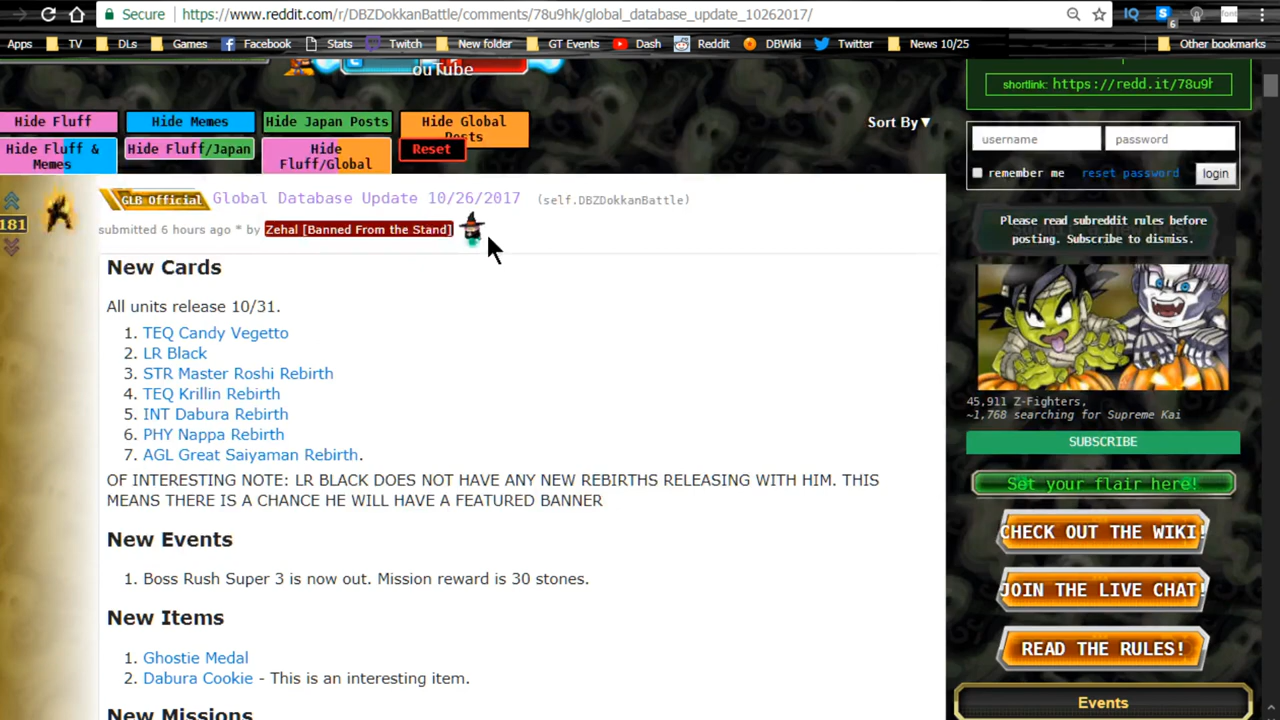 Secure https://www.reddit.com/r/DBZDokkanBattle/comments/78u9hk/global_database_update_10262017/
IQ
6
Apps TV DLs Games Facebook Stats Twitch New folder GT Events Dash Reddit DBWiki Twitter News 10/25 Other bookmarks
ouTube
shortlink: https://redd.it/78u9h
Hide Fluff Hide Memes Hide Japan Posts Hide Global Posts
Hide Fluff & Memes Hide Fluff/Japan Hide Fluff/Global Reset
Sort By▼
username password
remember me reset password login
GLB Official Global Database Update 10/26/2017 (self.DBZDokkanBattle)
181
submitted 6 hours ago * by Zehal [Banned From the Stand]
New Cards
All units release 10/31.
1. TEQ Candy Vegetto
2. LR Black
3. STR Master Roshi Rebirth
4. TEQ Krillin Rebirth
5. INT Dabura Rebirth
6. PHY Nappa Rebirth
7. AGL Great Saiyaman Rebirth.
OF INTERESTING NOTE: LR BLACK DOES NOT HAVE ANY NEW REBIRTHS RELEASING WITH HIM. THIS
MEANS THERE IS A CHANCE HE WILL HAVE A FEATURED BANNER
New Events
1. Boss Rush Super 3 is now out. Mission reward is 30 stones.
New Items
1. Ghostie Medal
2. Dabura Cookie - This is an interesting item.
New Missions
Please read subreddit rules before
posting. Subscribe to dismiss.
45,911 Z-Fighters,
~1,768 searching for Supreme Kai
SUBSCRIBE
Set your flair here!
CHECK OUT THE WIKI!
JOIN THE LIVE CHAT!
READ THE RULES!
Events